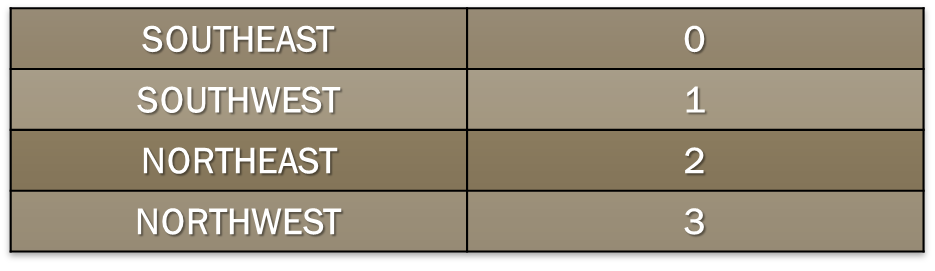 SOUTHEAST 0
SOUTHWEST 1
NORTHEAST 2
NORTHWEST 3